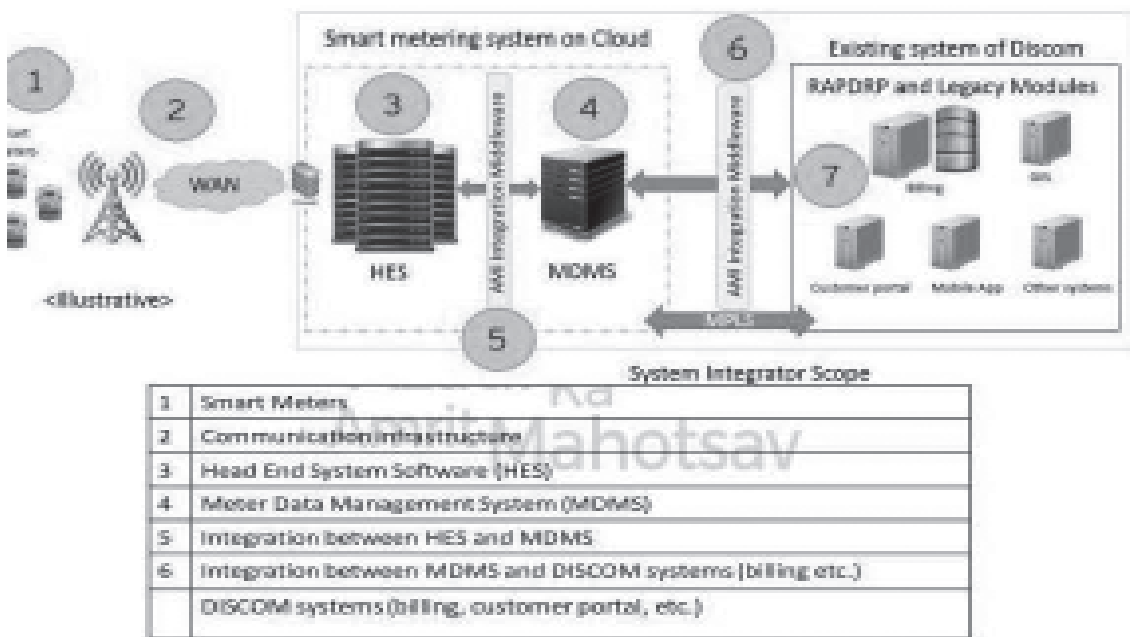 Smart metering system on Cloud
Existing system of Discom
RAPDRP and Legacy Modules
1
2
3
4
5
6
7
WAN
HES
AMI Integration Middleware
MDMS
AMI Integration Middleware
Billing
GIS
Customer portal
Mobile App
Other systems
<Illustrative>
MPLS
System Integrator Scope
Ka
Amrit Mahotsav
1 Smart Meters
2 Communication Infrastructure
3 Head End System Software (HES)
4 Meter Data Management System (MDMS)
5 Integration between HES and MDMS
6 Integration between MDMS and DISCOM systems (billing etc.)
DISCOM systems (billing, customer portal, etc.)